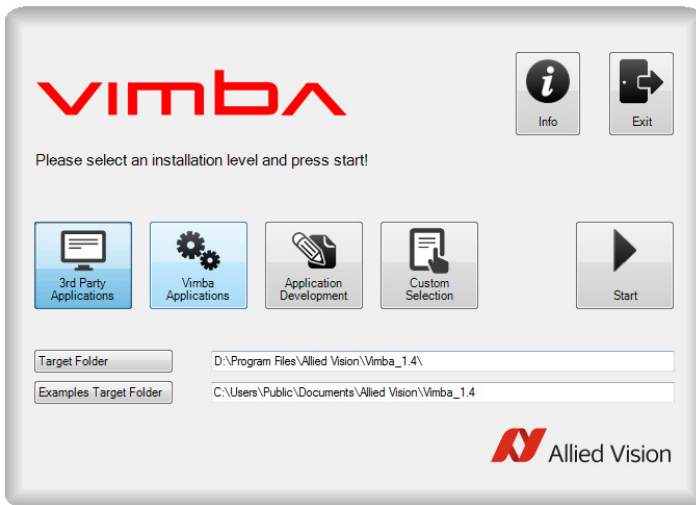 vimba
Info
Exit
Please select an installation level and press start!
3rd Party
Applications
Vimba
Applications
Application
Development
Custom
Selection
Start
Target Folder
D:\Program Files\Allied Vision\Vimba_1.4\
Examples Target Folder
C:\Users\Public\Documents\Allied Vision\Vimba_1.4
Allied Vision